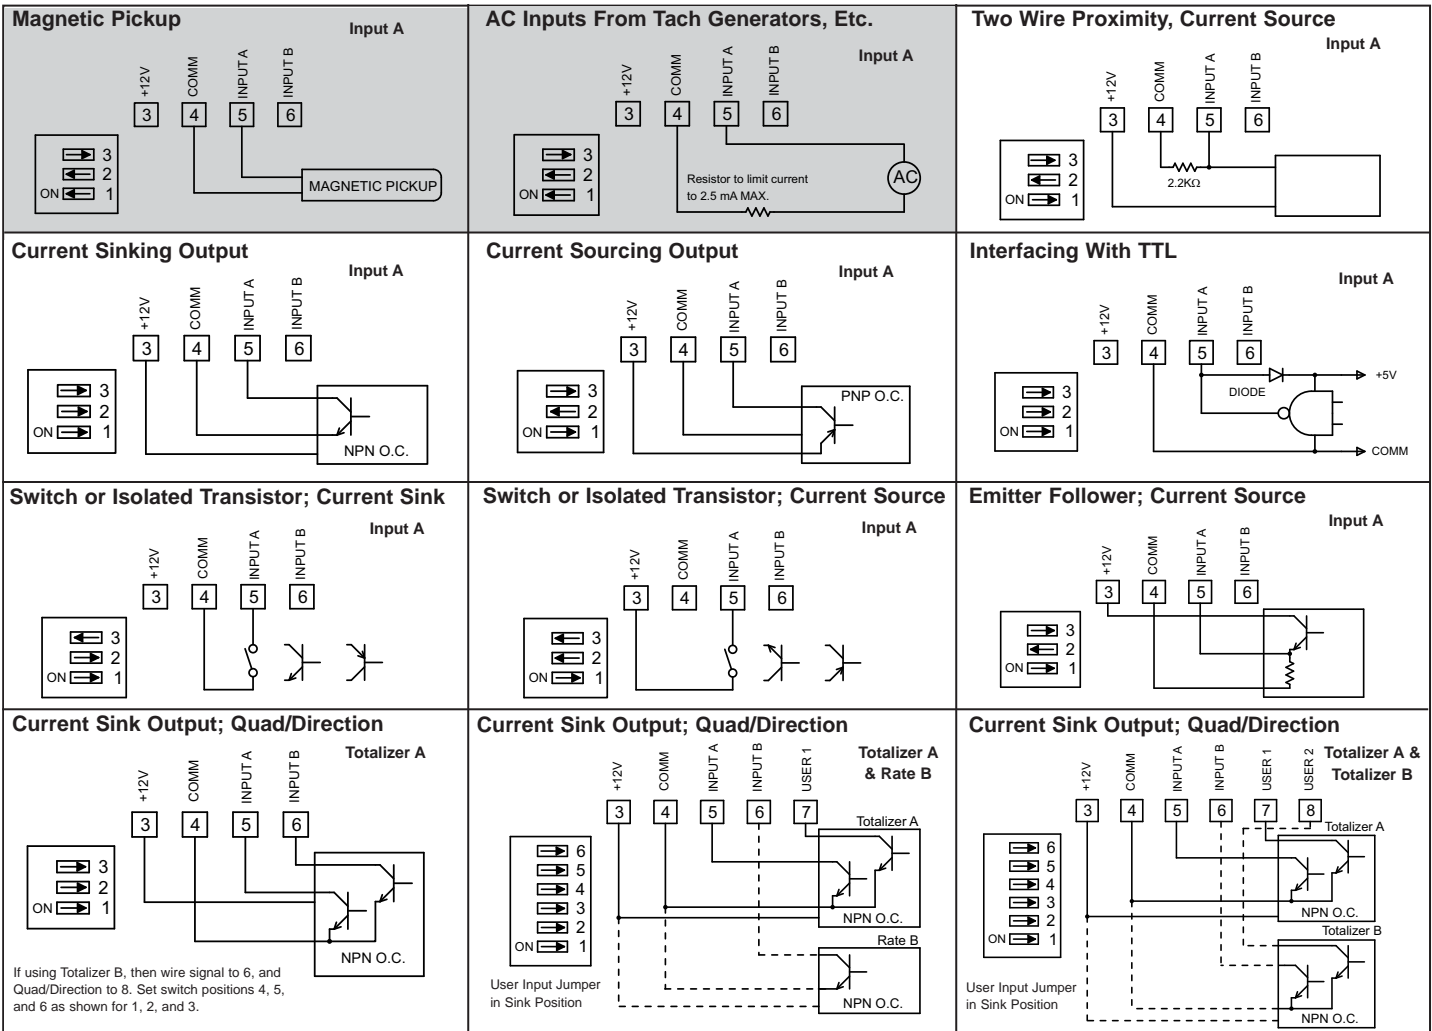 Magnetic Pickup
Input A
+12V
COMM
INPUT A
INPUT B
3
4
5
6
3
2
ON 1
MAGNETIC PICKUP
AC Inputs From Tach Generators, Etc.
Input A
+12V
COMM
INPUT A
INPUT B
3
4
5
6
3
2
ON 1
Resistor to limit current
to 2.5 mA MAX.
AC
Two Wire Proximity, Current Source
Input A
+12V
COMM
INPUT A
INPUT B
3
4
5
6
3
2
ON 1
2.2KΩ
Current Sinking Output
Input A
+12V
COMM
INPUT A
INPUT B
3
4
5
6
3
2
ON 1
NPN O.C.
Current Sourcing Output
Input A
+12V
COMM
INPUT A
INPUT B
3
4
5
6
3
2
ON 1
PNP O.C.
Interfacing With TTL
Input A
+12V
COMM
INPUT A
INPUT B
3
4
5
6
3
2
ON 1
DIODE
+5V
COMM
Switch or Isolated Transistor; Current Sink
Input A
+12V
COMM
INPUT A
INPUT B
3
4
5
6
3
2
ON 1
Switch or Isolated Transistor; Current Source
Input A
+12V
COMM
INPUT A
INPUT B
3
4
5
6
3
2
ON 1
Emitter Follower; Current Source
Input A
+12V
COMM
INPUT A
INPUT B
3
4
5
6
3
2
ON 1
Current Sink Output; Quad/Direction
Totalizer A
+12V
COMM
INPUT A
INPUT B
3
4
5
6
3
2
ON 1
NPN O.C.
If using Totalizer B, then wire signal to 6, and
Quad/Direction to 8. Set switch positions 4, 5,
and 6 as shown for 1, 2, and 3.
Current Sink Output; Quad/Direction
Totalizer A
& Rate B
+12V
COMM
INPUT A
INPUT B
USER 1
3
4
5
6
7
Totalizer A
6
5
4
3
2
ON 1
NPN O.C.
Rate B
NPN O.C.
User Input Jumper
in Sink Position
Current Sink Output; Quad/Direction
Totalizer A &
Totalizer B
+12V
COMM
INPUT A
INPUT B
USER 1
USER 2
3
4
5
6
7
8
Totalizer A
6
5
4
3
2
ON 1
NPN O.C.
Totalizer B
NPN O.C.
User Input Jumper
in Sink Position